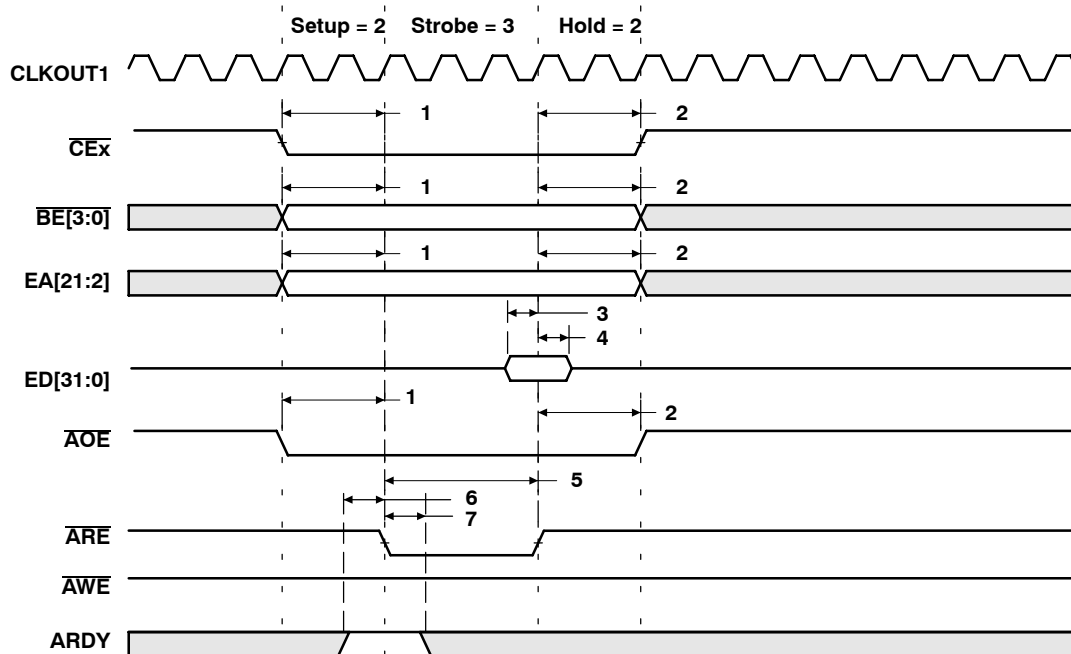 Setup = 2 Strobe = 3 Hold = 2
CLKOUT1
1 2
CEx
1 2
BE[3:0]
1 2
EA[21:2]
3
4
ED[31:0]
1
2
AOE
5
6
7
ARE
AWE
ARDY